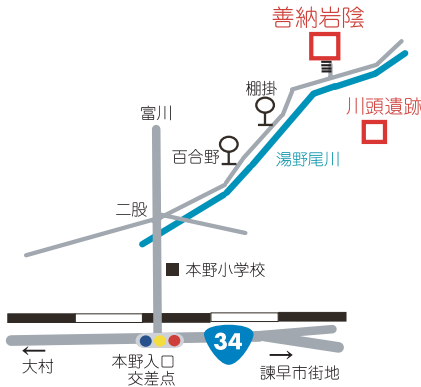 善納岩陰
棚掛
川頭遺跡
富川
百合野
湯野尾川
二股
本野小学校
34
大村
本野入口
交差点
諫早市街地